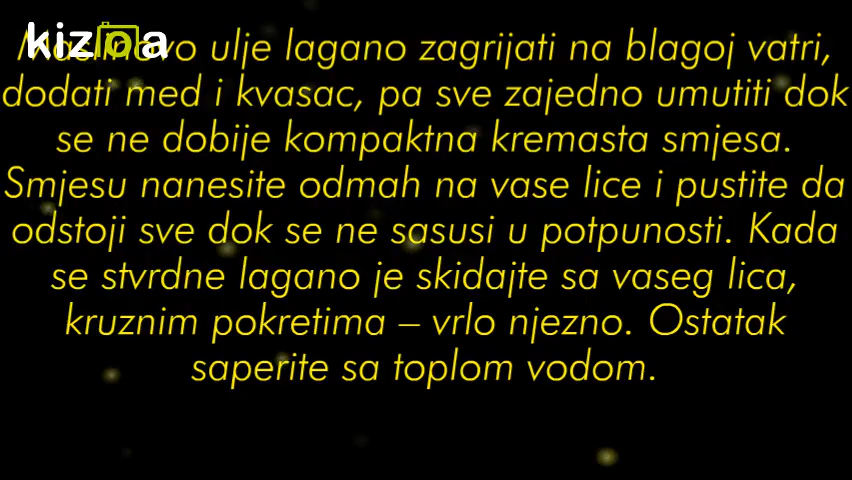 kizoa
ulje lagano zagrijati na blagoj vatri,
dodati med i kvasac, pa sve zajedno umutiti dok
se ne dobije kompaktna kremasta smjesa.
Smjesu nanesite odmah na vase lice i pustite da
odstoji sve dok se ne sasusi u potpunosti. Kada
se stvrdne lagano je skidajte sa vaseg lica,
kruznim pokretima – vrlo njezno. Ostatak
saperite sa toplom vodom.